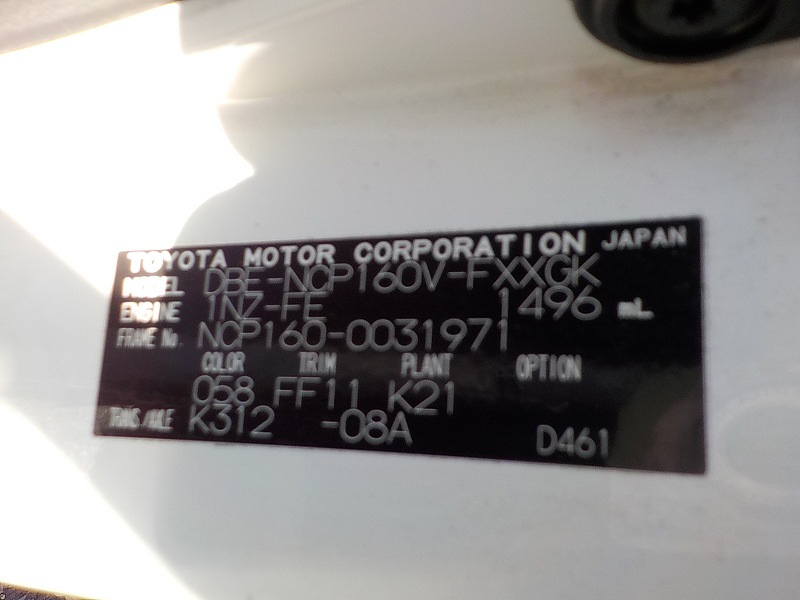 TOYOTA MOTOR CORPORATION JAPAN
MODEL DBE-NCP160V-FXXGK
ENGINE 1NZ-FE 1496 mL
FRAME No. NCP160-0031971
COLOR TRIM PLANT OPTION
058 FF11 K21
TRANS/AXLE K312 -08A D461